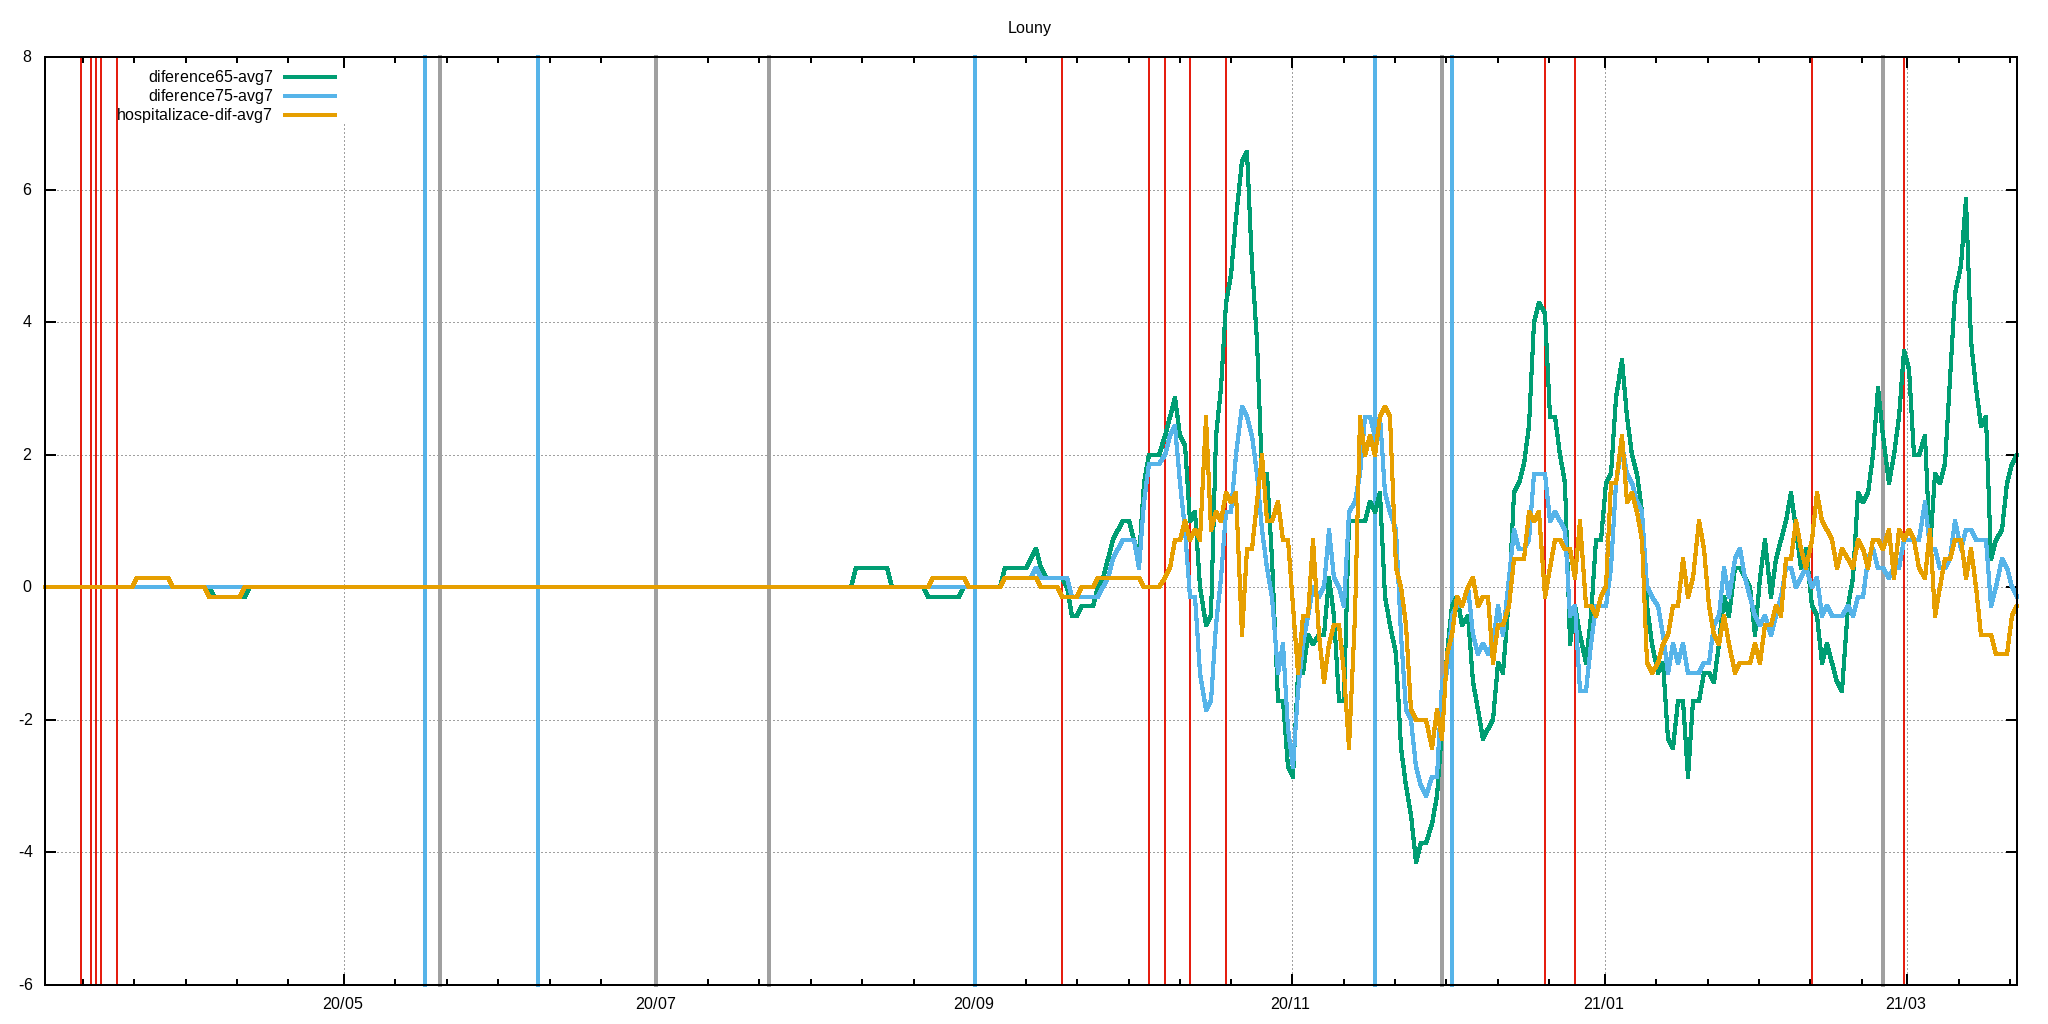 Louny
8
diference65-avg7
diference75-avg7
hospitalizace-dif-avg7
6
4
2
0
-2
-4
-6
20/05 20/07 20/09 20/11 21/01 21/03